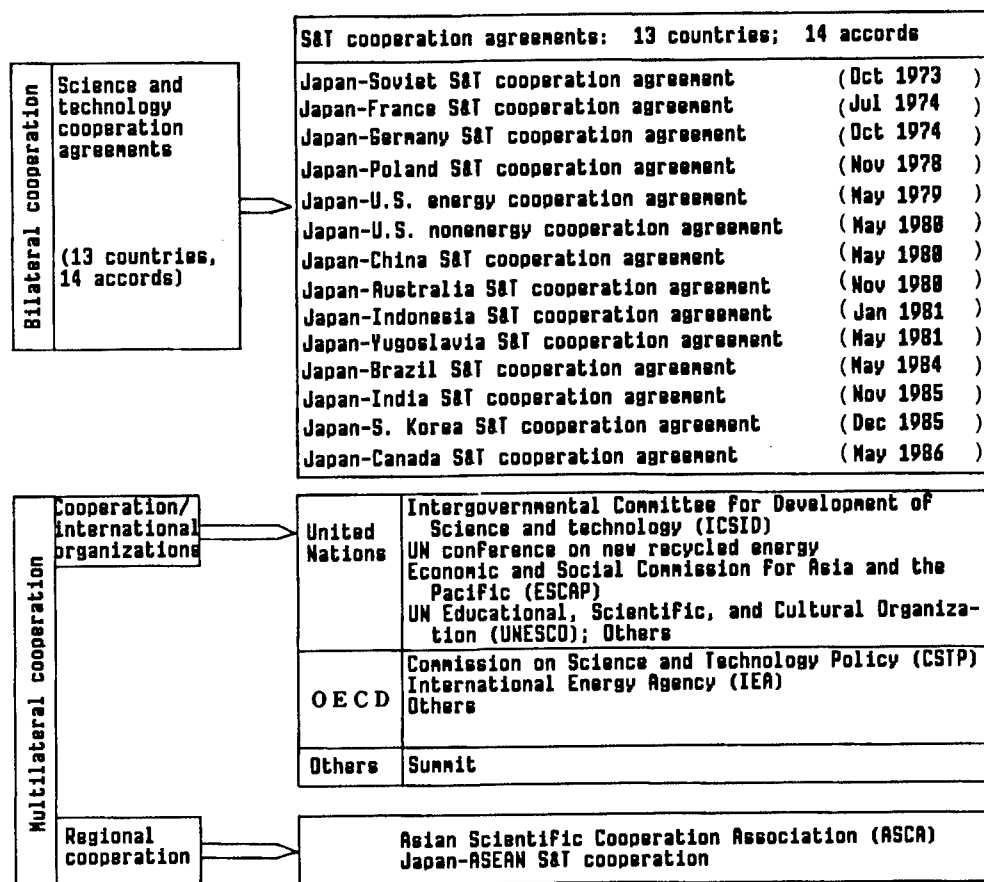 S&T cooperation agreements: 13 countries; 14 accords
Bilateral cooperation
Science and
technology
cooperation
agreements
(13 countries,
14 accords)
Japan-Soviet S&T cooperation agreement (Oct 1973 )
Japan-France S&T cooperation agreement (Jul 1974 )
Japan-Germany S&T cooperation agreement (Oct 1974 )
Japan-Poland S&T cooperation agreement (Nov 1978 )
Japan-U.S. energy cooperation agreement (May 1979 )
Japan-U.S. nonenergy cooperation agreement (May 1980 )
Japan-China S&T cooperation agreement (May 1980 )
Japan-Australia S&T cooperation agreement (Nov 1980 )
Japan-Indonesia S&T cooperation agreement (Jan 1981 )
Japan-Yugoslavia S&T cooperation agreement (May 1981 )
Japan-Brazil S&T cooperation agreement (May 1984 )
Japan-India S&T cooperation agreement (Nov 1985 )
Japan-S. Korea S&T cooperation agreement (Dec 1985 )
Japan-Canada S&T cooperation agreement (May 1986 )
Multilateral cooperation
Cooperation/
international
organizations
United
Nations
Intergovernmental Committee for Development of
Science and technology (ICSID)
UN conference on new recycled energy
Economic and Social Commission for Asia and the
Pacific (ESCAP)
UN Educational, Scientific, and Cultural Organiza-
tion (UNESCO); Others
OECD
Commission on Science and Technology Policy (CSTP)
International Energy Agency (IEA)
Others
Others
Summit
Regional
cooperation
Asian Scientific Cooperation Association (ASCA)
Japan-ASEAN S&T cooperation